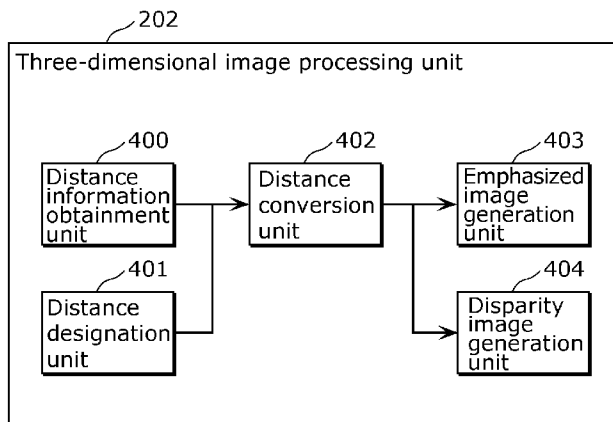 202
Three-dimensional image processing unit
400
Distance
information
obtainment
unit
402
Distance
conversion
unit
403
Emphasized
image
generation
unit
401
Distance
designation
unit
404
Disparity
image
generation
unit